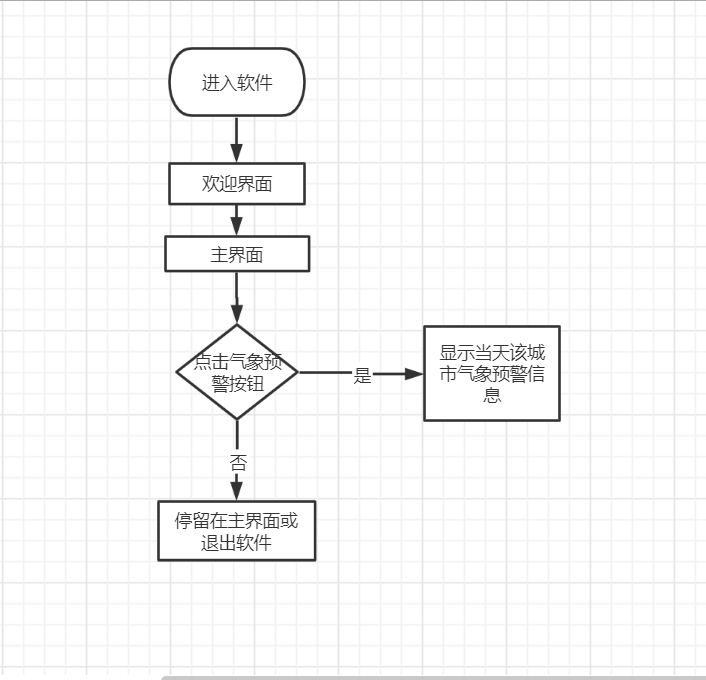 进入软件
欢迎界面
主界面
点击气象预
警按钮
是
显示当天该城
市气象预警信
息
否
停留在主界面或
退出软件